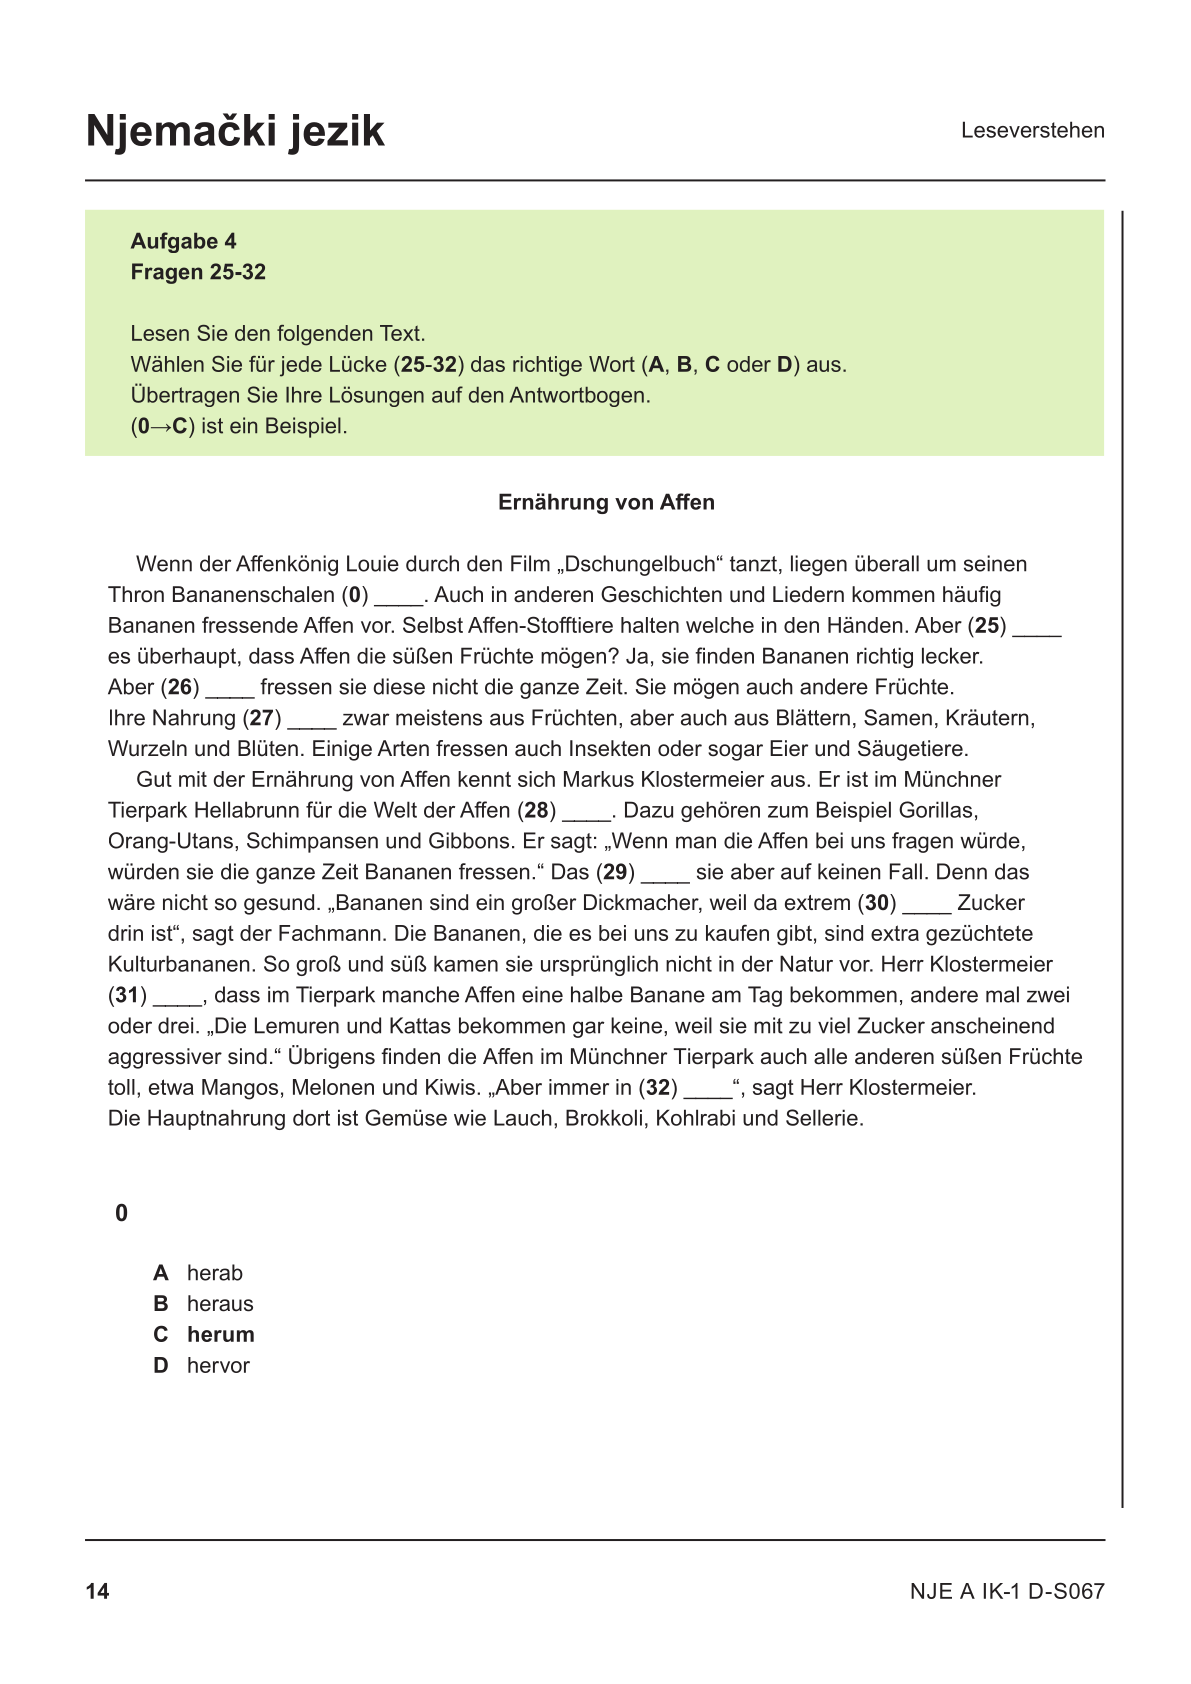 Njemački jezik
Leseverstehen
Aufgabe 4
Fragen 25-32
Lesen Sie den folgenden Text.
Wählen Sie für jede Lücke (25-32) das richtige Wort (A, B, C oder D) aus.
Übertragen Sie Ihre Lösungen auf den Antwortbogen.
(0→C) ist ein Beispiel.
Ernährung von Affen
Wenn der Affenkönig Louie durch den Film „Dschungelbuch“ tanzt, liegen überall um seinen
Thron Bananenschalen (0) ____. Auch in anderen Geschichten und Liedern kommen häufig
Bananen fressende Affen vor. Selbst Affen-Stofftiere halten welche in den Händen. Aber (25) ____
es überhaupt, dass Affen die süßen Früchte mögen? Ja, sie finden Bananen richtig lecker.
Aber (26) ____ fressen sie diese nicht die ganze Zeit. Sie mögen auch andere Früchte.
Ihre Nahrung (27) ____ zwar meistens aus Früchten, aber auch aus Blättern, Samen, Kräutern,
Wurzeln und Blüten. Einige Arten fressen auch Insekten oder sogar Eier und Säugetiere.
Gut mit der Ernährung von Affen kennt sich Markus Klostermeier aus. Er ist im Münchner
Tierpark Hellabrunn für die Welt der Affen (28) ____. Dazu gehören zum Beispiel Gorillas,
Orang-Utans, Schimpansen und Gibbons. Er sagt: „Wenn man die Affen bei uns fragen würde,
würden sie die ganze Zeit Bananen fressen.“ Das (29) ____ sie aber auf keinen Fall. Denn das
wäre nicht so gesund. „Bananen sind ein großer Dickmacher, weil da extrem (30) ____ Zucker
drin ist“, sagt der Fachmann. Die Bananen, die es bei uns zu kaufen gibt, sind extra gezüchtete
Kulturbananen. So groß und süß kamen sie ursprünglich nicht in der Natur vor. Herr Klostermeier
(31) ____, dass im Tierpark manche Affen eine halbe Banane am Tag bekommen, andere mal zwei
oder drei. „Die Lemuren und Kattas bekommen gar keine, weil sie mit zu viel Zucker anscheinend
aggressiver sind.“ Übrigens finden die Affen im Münchner Tierpark auch alle anderen süßen Früchte
toll, etwa Mangos, Melonen und Kiwis. „Aber immer in (32) ____“, sagt Herr Klostermeier.
Die Hauptnahrung dort ist Gemüse wie Lauch, Brokkoli, Kohlrabi und Sellerie.
0
A herab
B heraus
C herum
D hervor
14
NJE A IK-1 D-S067